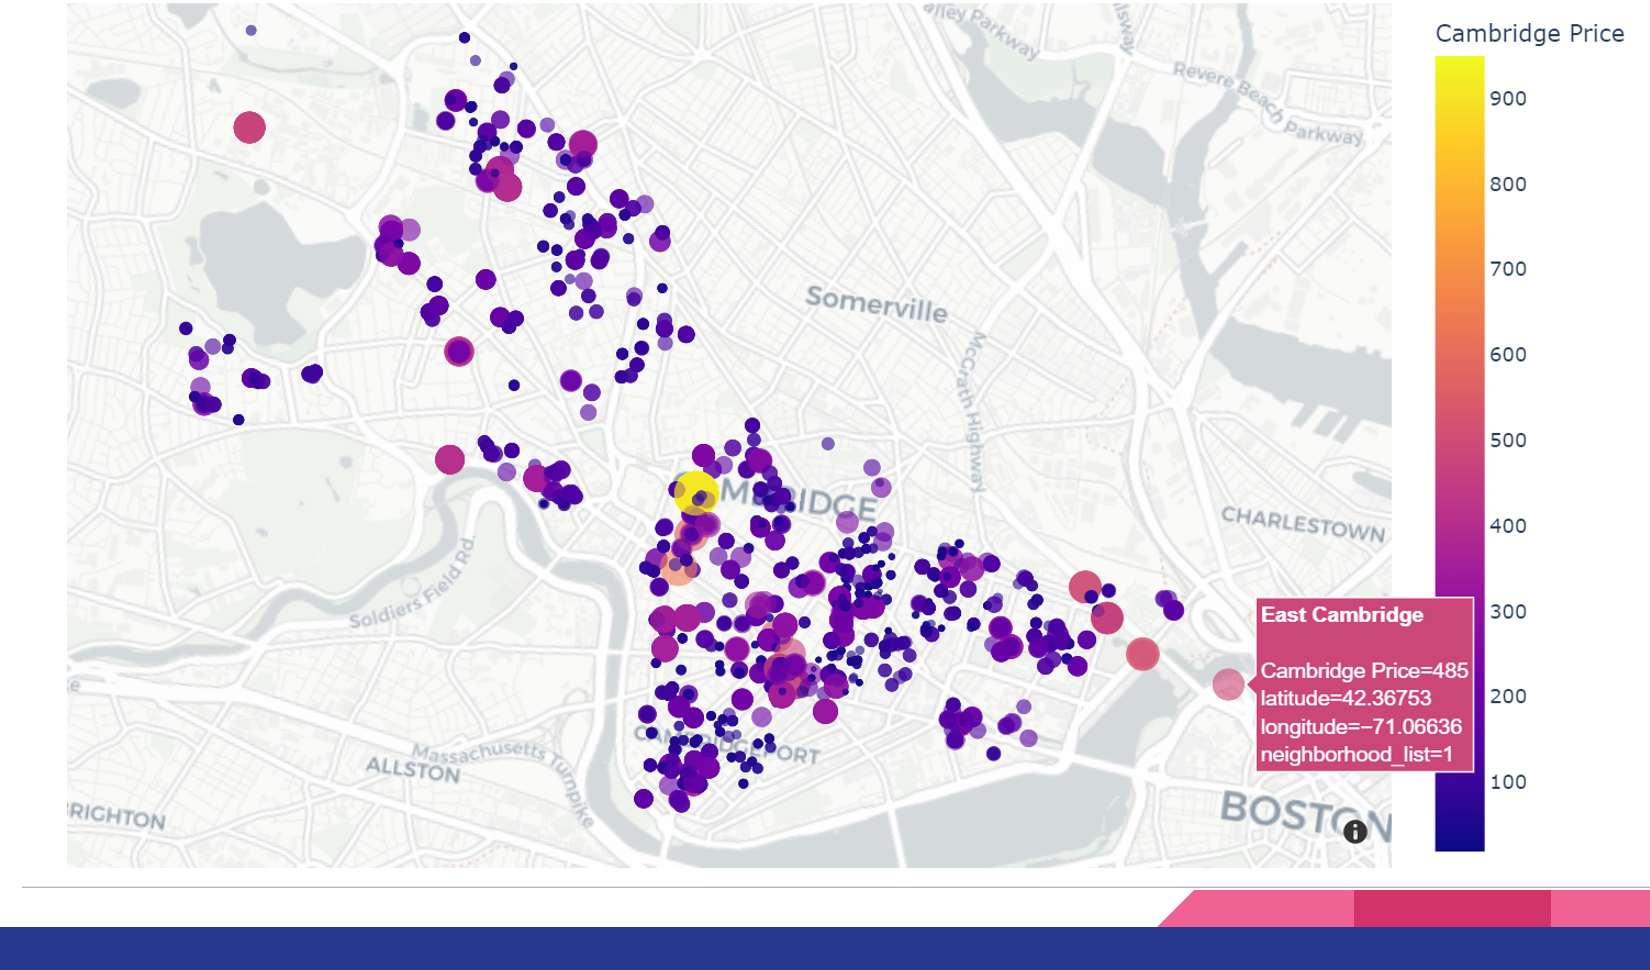 alley Parkway
Revere Beach Parkway
Cambridge Price
900
800
700
Somerville
600
McGrath Highway
500
CHARLESTOWN
400
Soldiers Field Rd.
East Cambridge
300
Cambridge Price=485
latitude=42.36753
200
longitude=−71.06636
neighborhood_list=1
CAMBRIDGEPORT
Massachusetts Turnpike
ALLSTON
100
BOSTON
RIGHTON